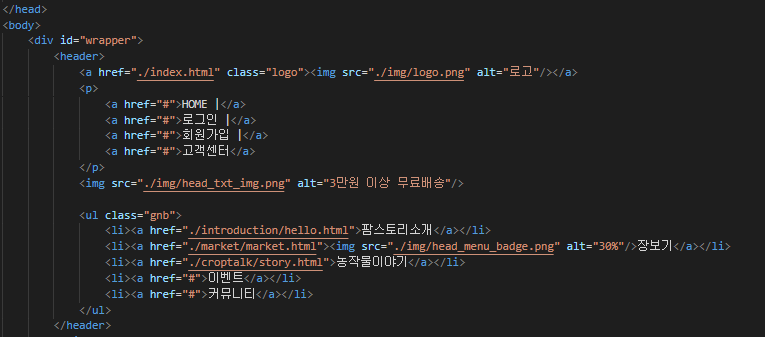 </head>
<body>
<div id="wrapper">
<header>
<a href="./index.html" class="logo"><img src="./img/logo.png" alt="로고"/></a>
<p>
<a href="#">HOME |</a>
<a href="#">로그인 |</a>
<a href="#">회원가입 |</a>
<a href="#">고객센터</a>
</p>
<img src="./img/head_txt_img.png" alt="3만원 이상 무료배송"/>
<ul class="gnb">
<li><a href="./introduction/hello.html">팜스토리소개</a></li>
<li><a href="./market/market.html"><img src="./img/head_menu_badge.png" alt="30%"/>장보기</a></li>
<li><a href="./croptalk/story.html">농작물이야기</a></li>
<li><a href="#">이벤트</a></li>
<li><a href="#">커뮤니티</a></li>
</ul>
</header>